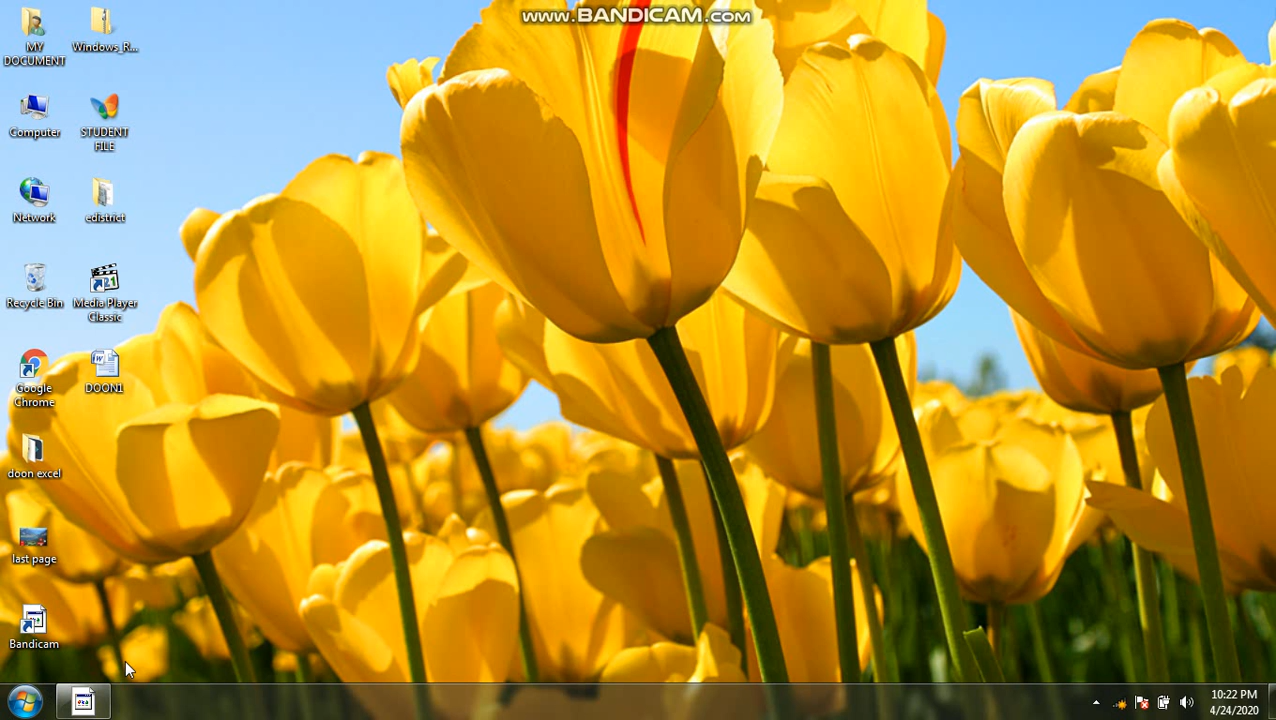 www.BANDICAM.com
MY
DOCUMENT
Windows_R...
Computer
STUDENT
FILE
Network
edistrict
Recycle Bin
Media Player
Classic
Google
Chrome
DOON1
doon excel
last page
Bandicam
10:22 PM
4/24/2020